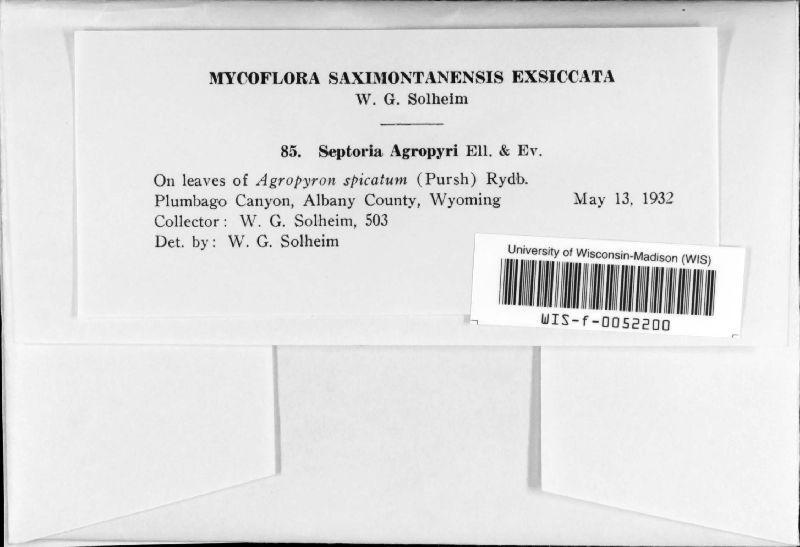 MYCOFLORA SAXIMONTANENSIS EXSICCATA
W. G. Solheim
85. Septoria Agropyri Ell. & Ev.
On leaves of Agropyron spicatum (Pursh) Rydb.
Plumbago Canyon, Albany County, Wyoming May 13, 1932
Collector: W. G. Solheim, 503
Det. by: W. G. Solheim
University of Wisconsin-Madison (WIS)
WIS-f-0052200